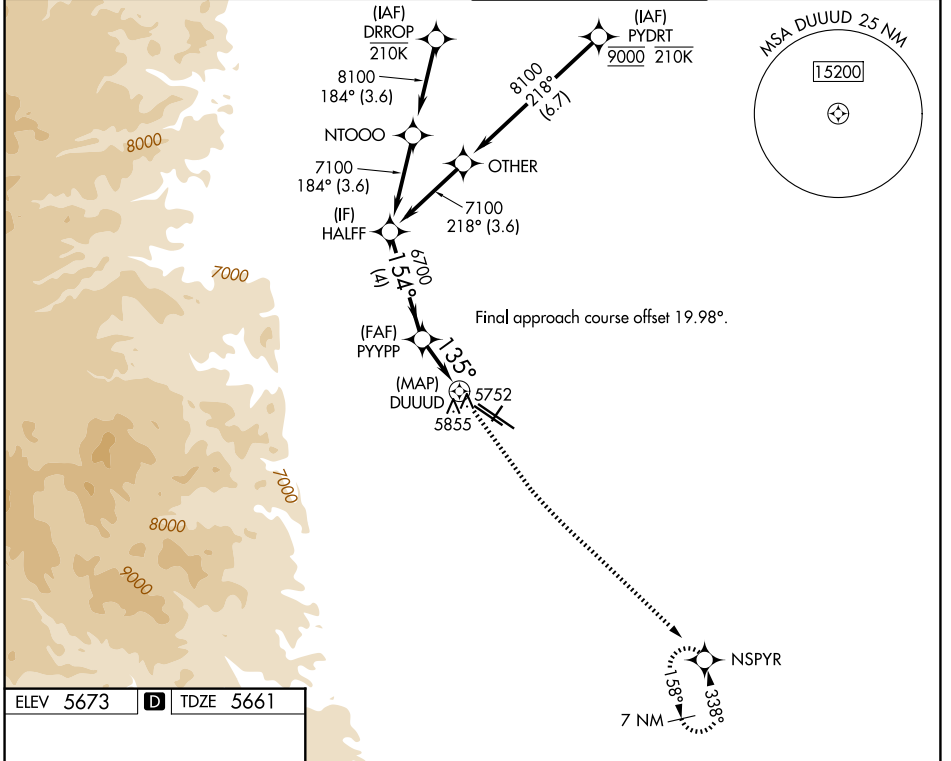 (IAF)
DRROP
210K
(IAF)
PYDRT
9000 210K
MSA DUUUD 25 NM
15200
8100
184° (3.6)
8100
218°
(6.7)
8000
NTOOO
OTHER
7100
184° (3.6)
7100
218° (3.6)
(IF)
HALFF
6700
154°
(4)
7000
Final approach course offset 19.98°.
(FAF)
PYYPP
135°
(MAP)
DUUUD
5752
5855
7000
8000
9000
NSPYR
158°
338°
7 NM
ELEV 5673 D TDZE 5661